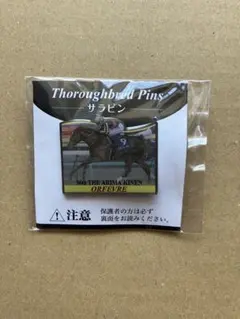 Thoroughbred Pins
サラピン
THE ARIMA KINEN
ORFEVRE
注意
保護者の方は必ず
裏面をお読みください。